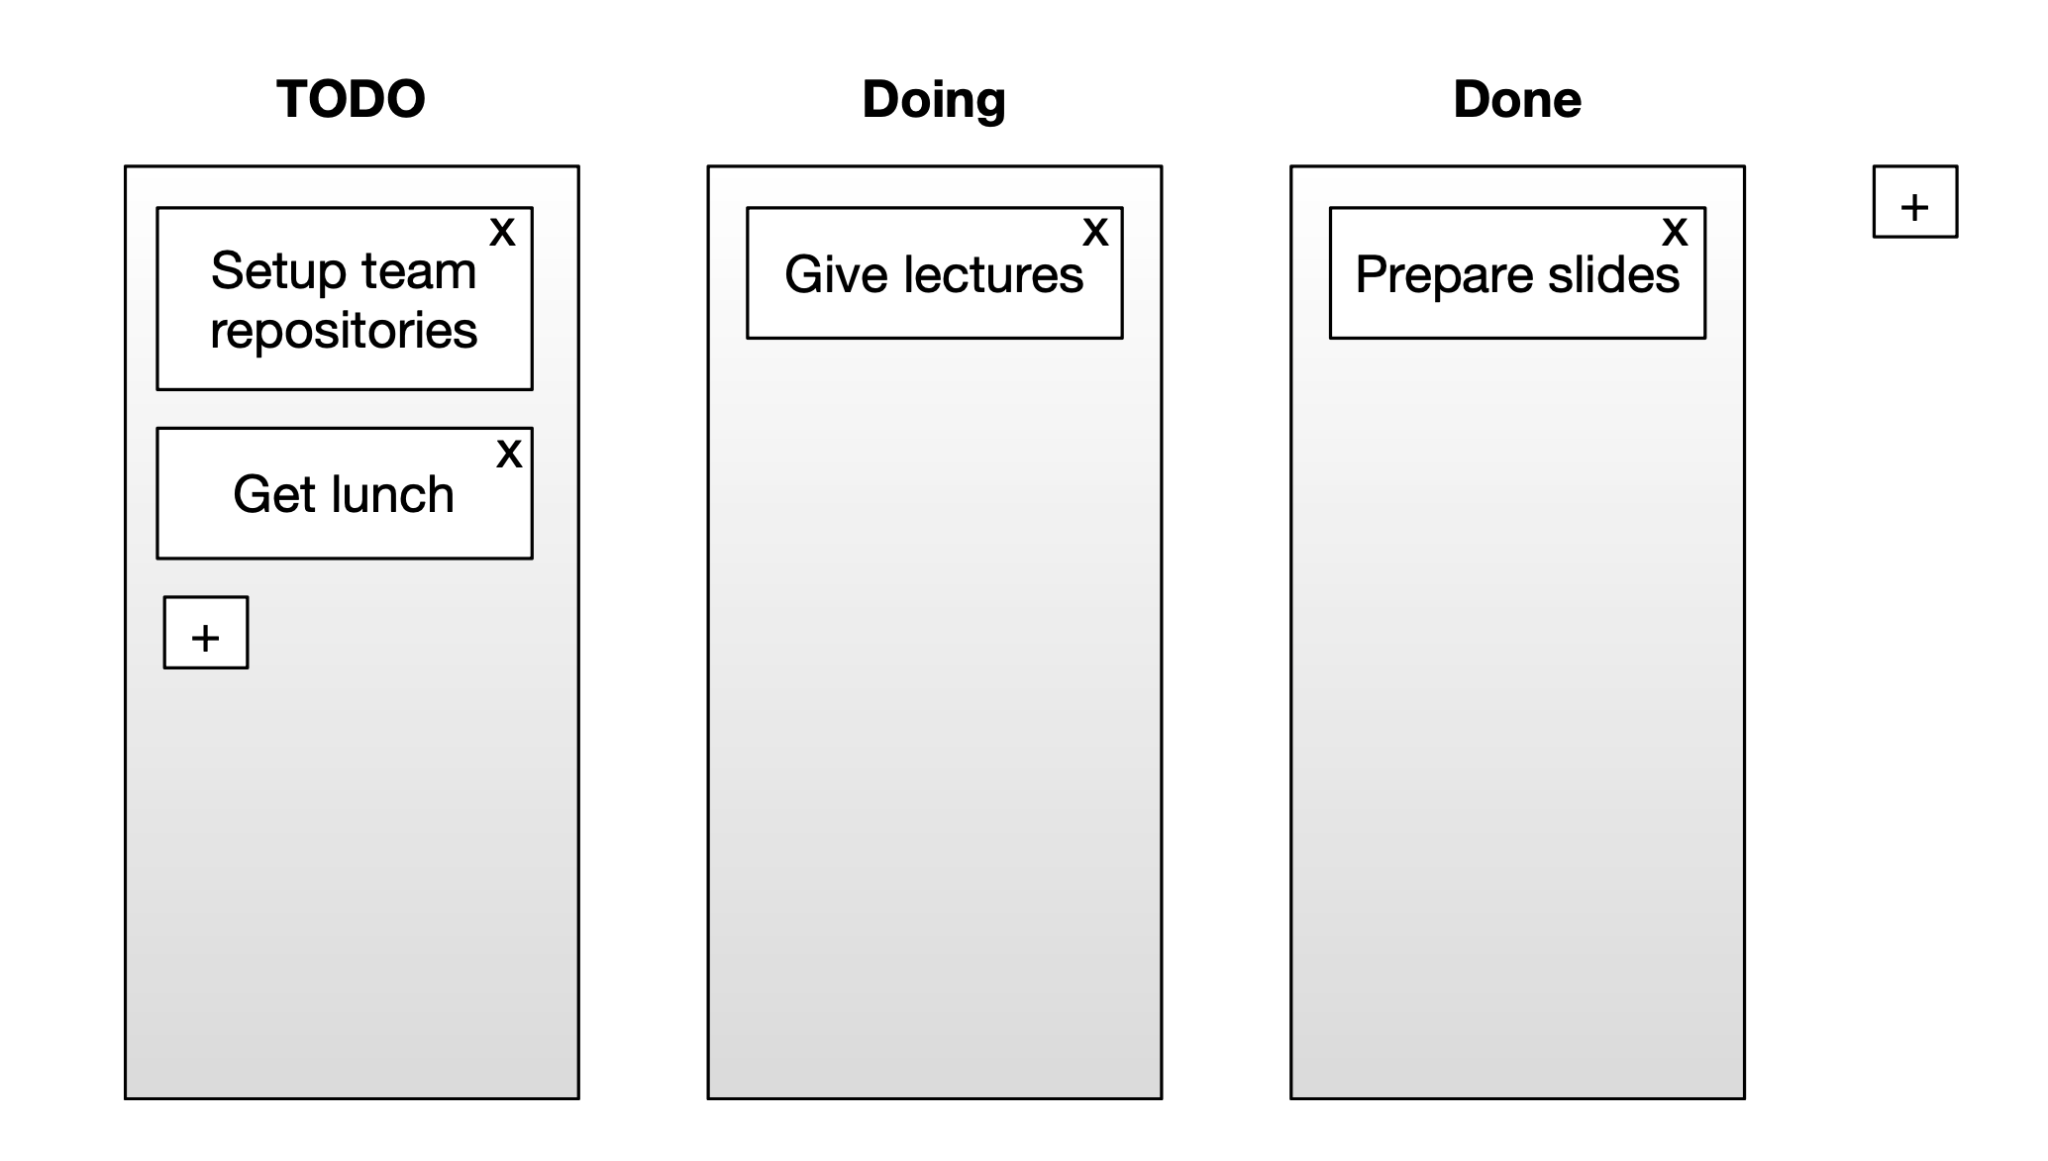 TODO
X
Setup team
repositories
X
Get lunch
+
Doing
X
Give lectures
Done
X
Prepare slides
+